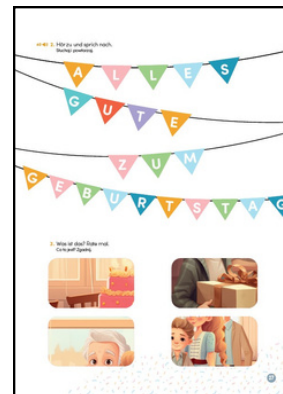 1. Hör zu und sprich nach.
Słuchaj i powtarzaj.
ALLES
GUTE
ZUM
GEBURTSTAG
2. Was ist das? Rate mal.
Co to jest? Zgadnij.